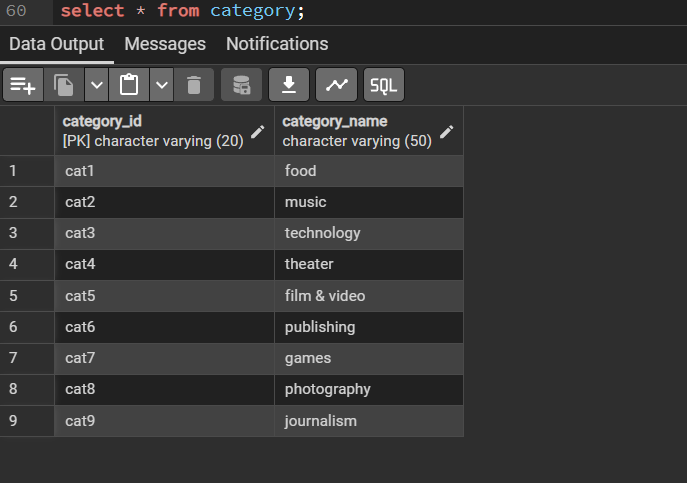 60 select * from category;
Data Output Messages Notifications
SQL
category_id category_name
[PK] character varying (20) character varying (50)
1 cat1 food
2 cat2 music
3 cat3 technology
4 cat4 theater
5 cat5 film & video
6 cat6 publishing
7 cat7 games
8 cat8 photography
9 cat9 journalism